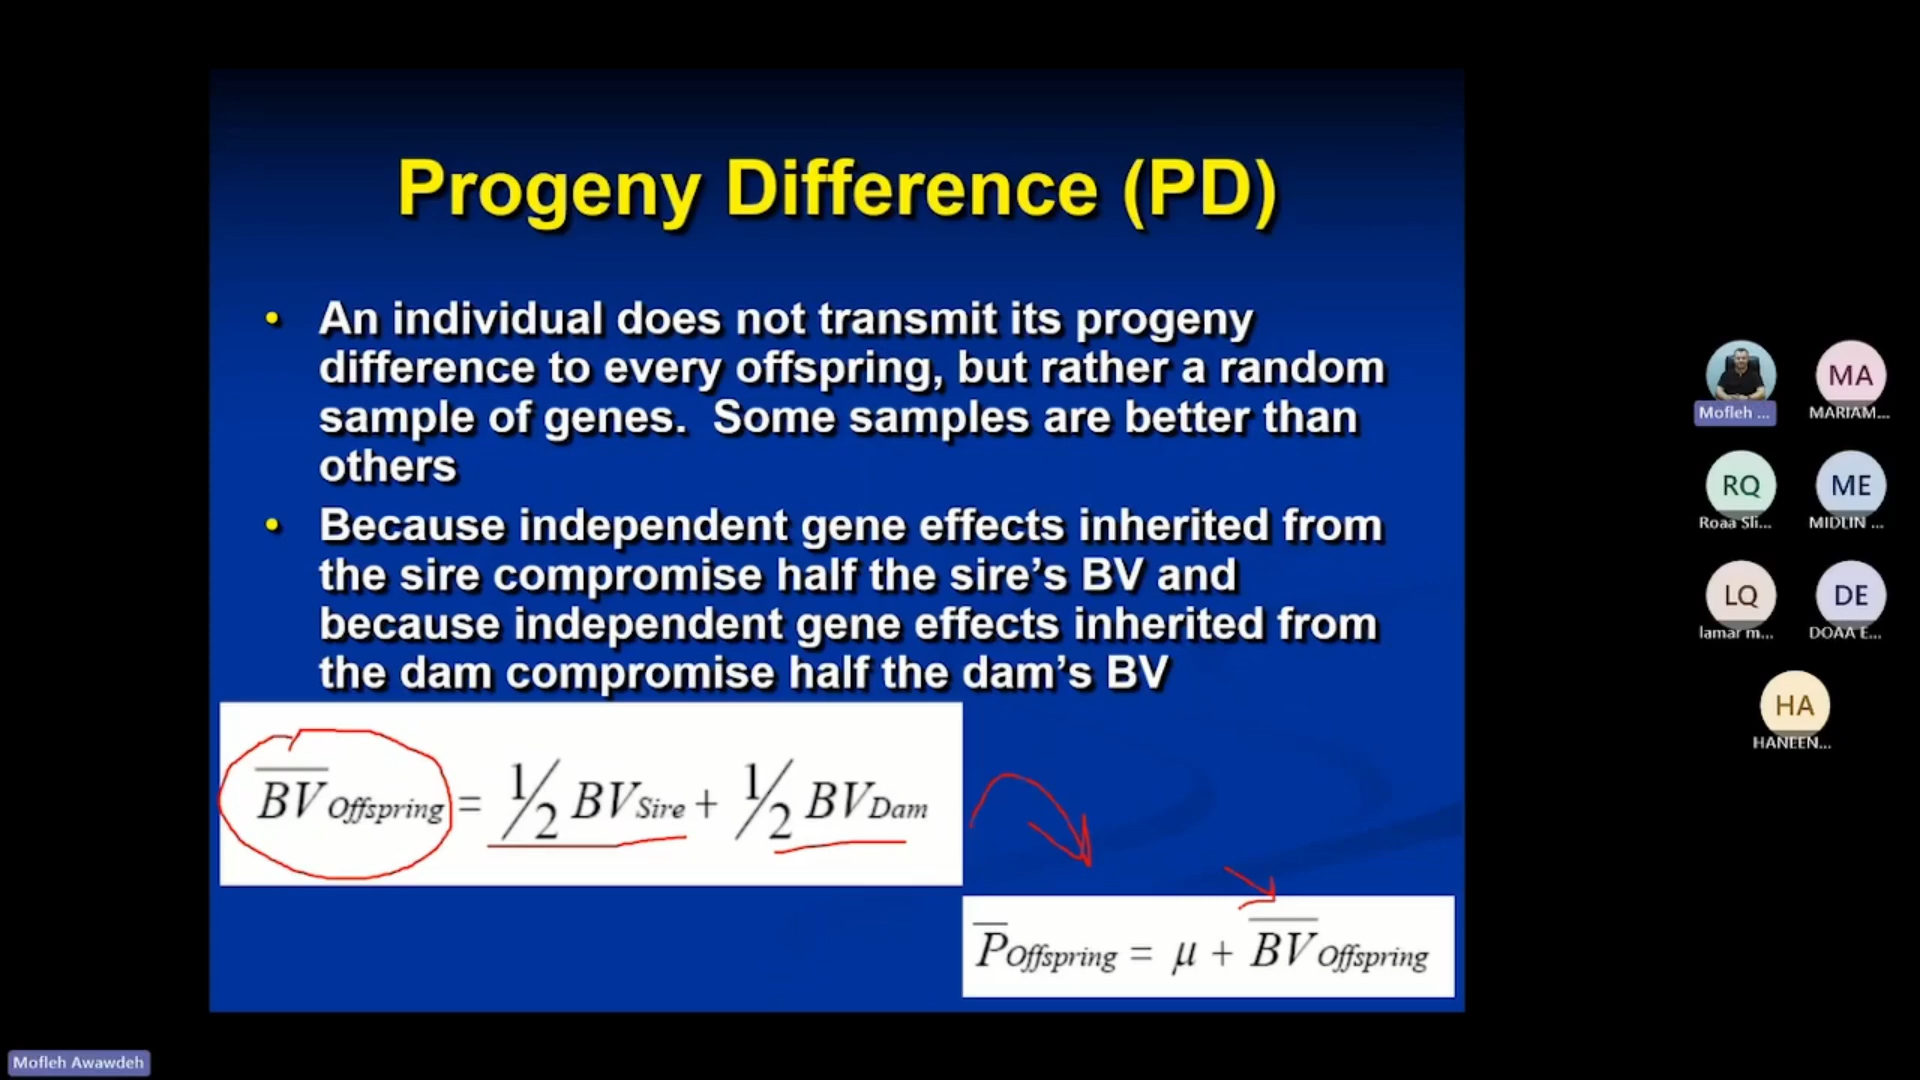 Progeny Difference (PD)
• An individual does not transmit its progeny
difference to every offspring, but rather a random
sample of genes. Some samples are better than
others
• Because independent gene effects inherited from
the sire compromise half the sire’s BV and
because independent gene effects inherited from
the dam compromise half the dam’s BV
B̅V̅ Offspring = ½ BV Sire + ½ BV Dam
P̅ Offspring = μ + B̅V̅ Offspring
Mofleh ...
MA
MARIAM...
RQ
Roaa Sli...
ME
MIDLIN ...
LQ
lamar m...
DE
DOAA E...
HA
HANEEN...
Mofleh Awawdeh